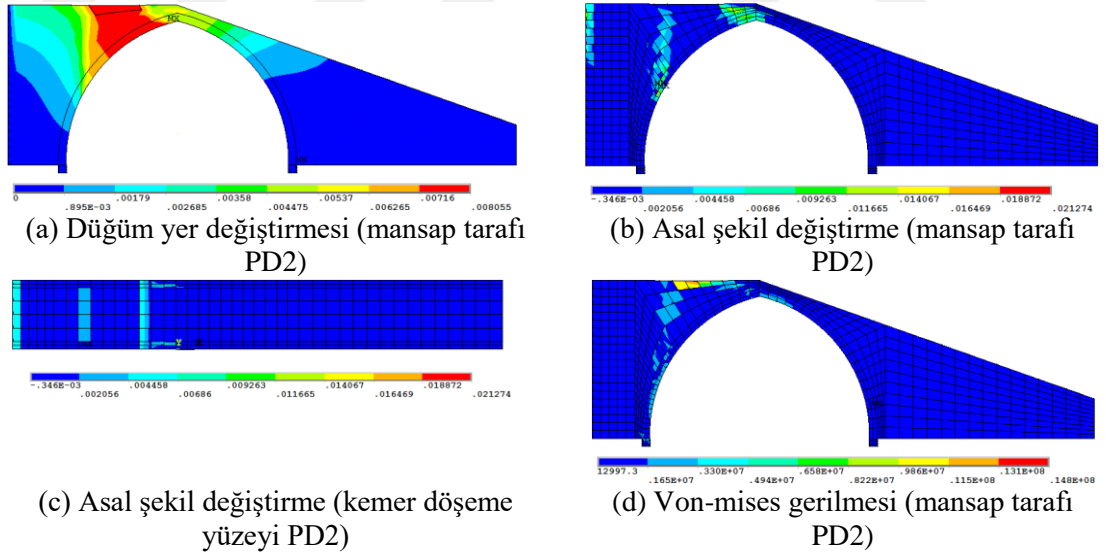 MX
0 .00179 .00358 .00537 .00716
.895E-03 .002685 .004475 .006265 .008055
(a) Düğüm yer değiştirmesi (mansap tarafı
PD2)
-.346E-03 .004458 .009263 .014067 .018872
.002056 .00686 .011665 .016469 .021274
(b) Asal şekil değiştirme (mansap tarafı
PD2)
Y
-.346E-03 .004458 .009263 .014067 .018872
.002056 .00686 .011665 .016469 .021274
(c) Asal şekil değiştirme (kemer döşeme
yüzeyi PD2)
12997.3 .330E+07 .658E+07 .986E+07 .131E+08
.165E+07 .494E+07 .822E+07 .115E+08 .148E+08
(d) Von-mises gerilmesi (mansap tarafı
PD2)